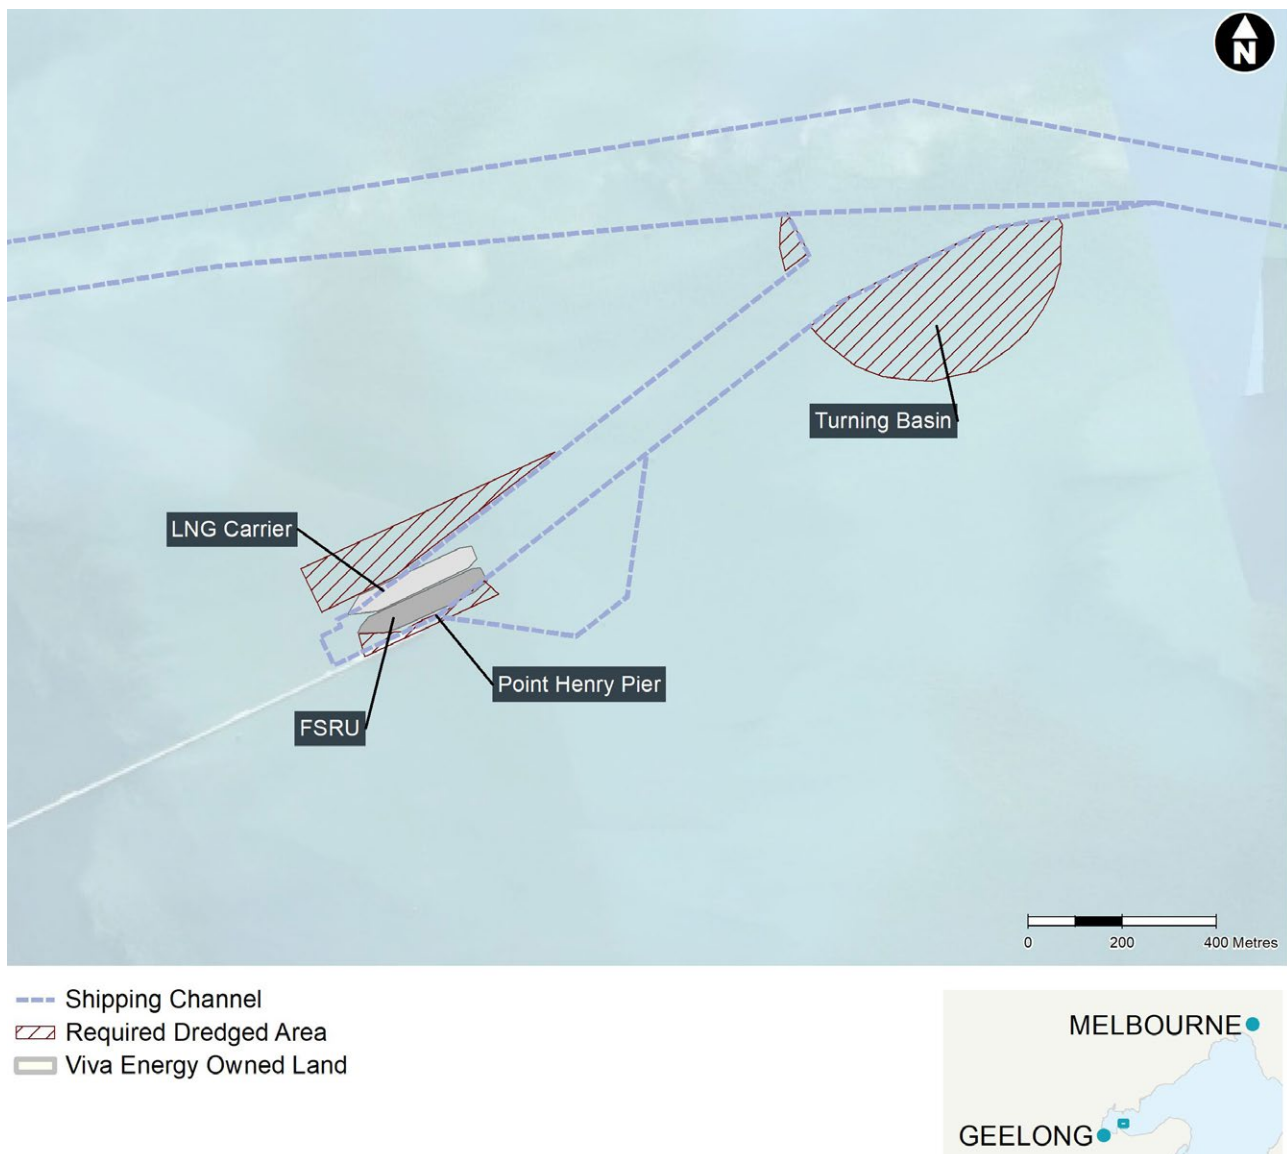 N
Turning Basin
LNG Carrier
Point Henry Pier
FSRU
0 200 400 Metres
Shipping Channel
Required Dredged Area
Viva Energy Owned Land
MELBOURNE
GEELONG